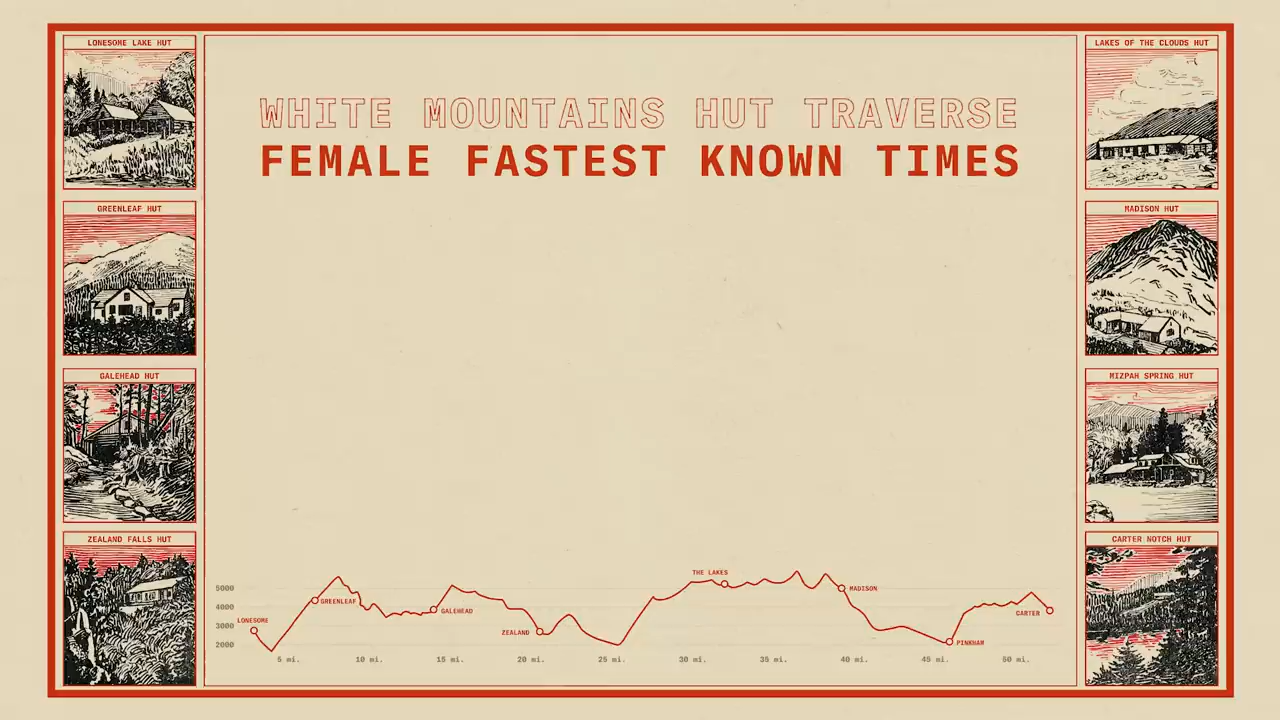 LONESOME LAKE HUT
GREENLEAF HUT
GALEHEAD HUT
ZEALAND FALLS HUT
WHITE MOUNTAINS HUT TRAVERSE
FEMALE FASTEST KNOWN TIMES
5000
4000
3000
2000
LONESOME
GREENLEAF
GALEHEAD
ZEALAND
THE LAKES
MADISON
PINKHAM
CARTER
5 mi.
10 mi.
15 mi.
20 mi.
25 mi.
30 mi.
35 mi.
40 mi.
45 mi.
50 mi.
LAKES OF THE CLOUDS HUT
MADISON HUT
MIZPAH SPRING HUT
CARTER NOTCH HUT